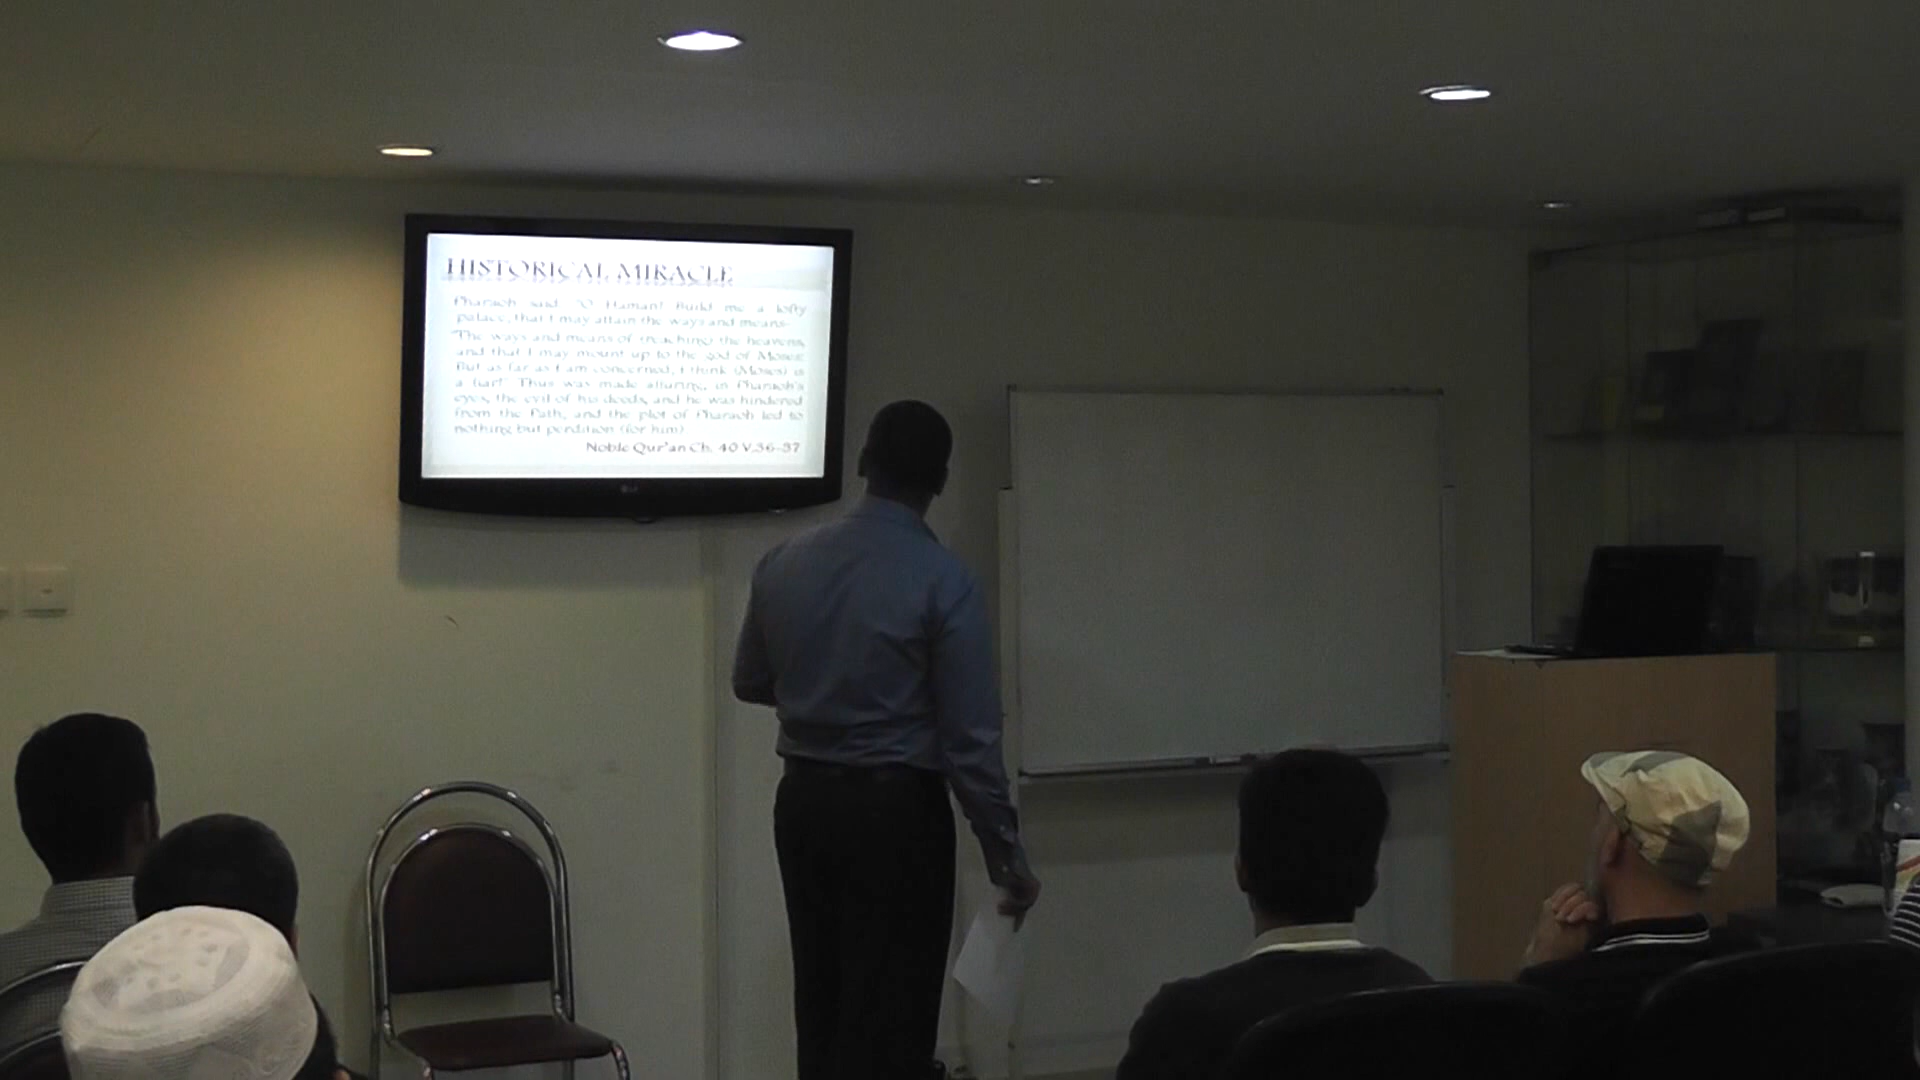 HISTORICAL MIRACLE
Pharaoh said: "O Haman! Build me a lofty
palace, that I may attain the ways and means-
"The ways and means of (reaching) the heavens,
and that I may mount up to the god of Moses:
But as far as I am concerned, I think (Moses) is
a liar!" Thus was made alluring, in Pharaoh's
eyes, the evil of his deeds, and he was hindered
from the Path; and the plot of Pharaoh led to
nothing but perdition (for him).
Noble Qur'an Ch. 40 V.36-37
LG